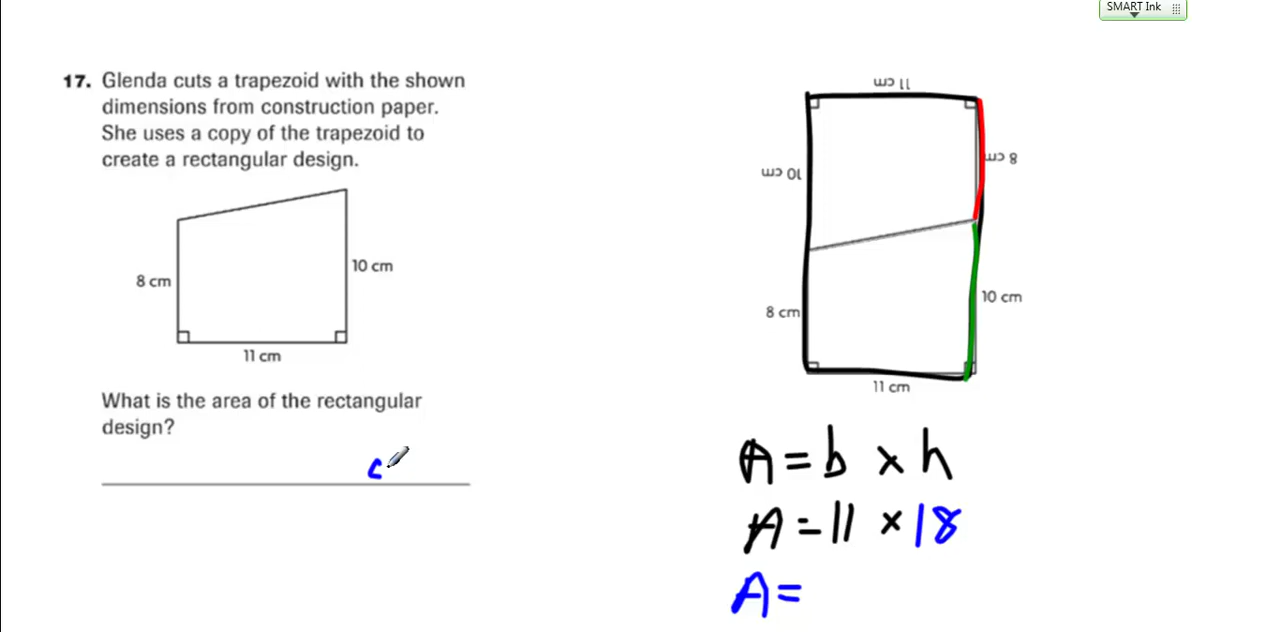 SMART Ink
17. Glenda cuts a trapezoid with the shown
dimensions from construction paper.
She uses a copy of the trapezoid to
create a rectangular design.
8 cm
10 cm
11 cm
What is the area of the rectangular
design?
c
11 cm
10 cm
8 cm
8 cm
10 cm
11 cm
A = b × h
A = 11 × 18
A =